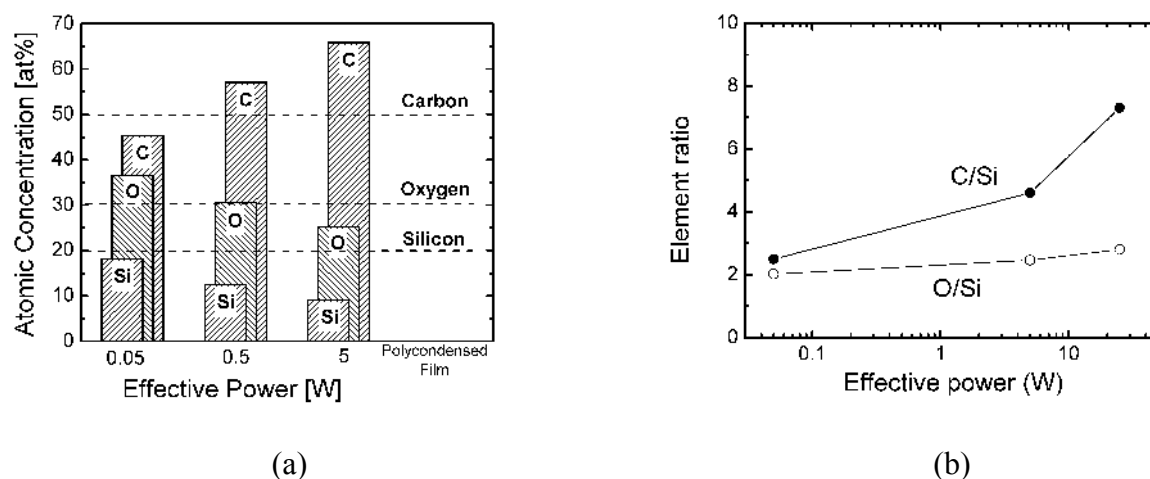 70
60
50
40
30
20
10
0
Atomic Concentration [at%]
C
C
C
O
O
O
Si
Si
Si
Carbon
Oxygen
Silicon
0.05
0.5
5
Polycondensed
Film
Effective Power [W]
(a)
10
8
6
4
2
0
Element ratio
C/Si
O/Si
0.1
1
10
Effective power (W)
(b)